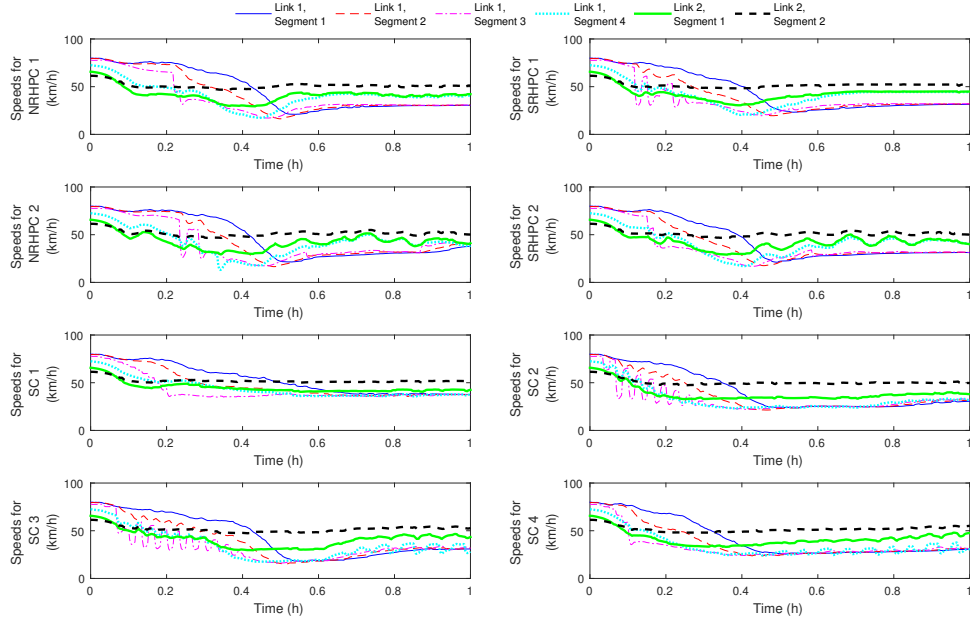 Link 1, Segment 1
Link 1, Segment 2
Link 1, Segment 3
Link 1, Segment 4
Link 2, Segment 1
Link 2, Segment 2
Speeds for NRHPC 1 (km/h)
100
50
0
0 0.2 0.4 0.6 0.8 1
Time (h)
Speeds for SRHPC 1 (km/h)
100
50
0
0 0.2 0.4 0.6 0.8 1
Time (h)
Speeds for NRHPC 2 (km/h)
100
50
0
0 0.2 0.4 0.6 0.8 1
Time (h)
Speeds for SRHPC 2 (km/h)
100
50
0
0 0.2 0.4 0.6 0.8 1
Time (h)
Speeds for SC 1 (km/h)
100
50
0
0 0.2 0.4 0.6 0.8 1
Time (h)
Speeds for SC 2 (km/h)
100
50
0
0 0.2 0.4 0.6 0.8 1
Time (h)
Speeds for SC 3 (km/h)
100
50
0
0 0.2 0.4 0.6 0.8 1
Time (h)
Speeds for SC 4 (km/h)
100
50
0
0 0.2 0.4 0.6 0.8 1
Time (h)